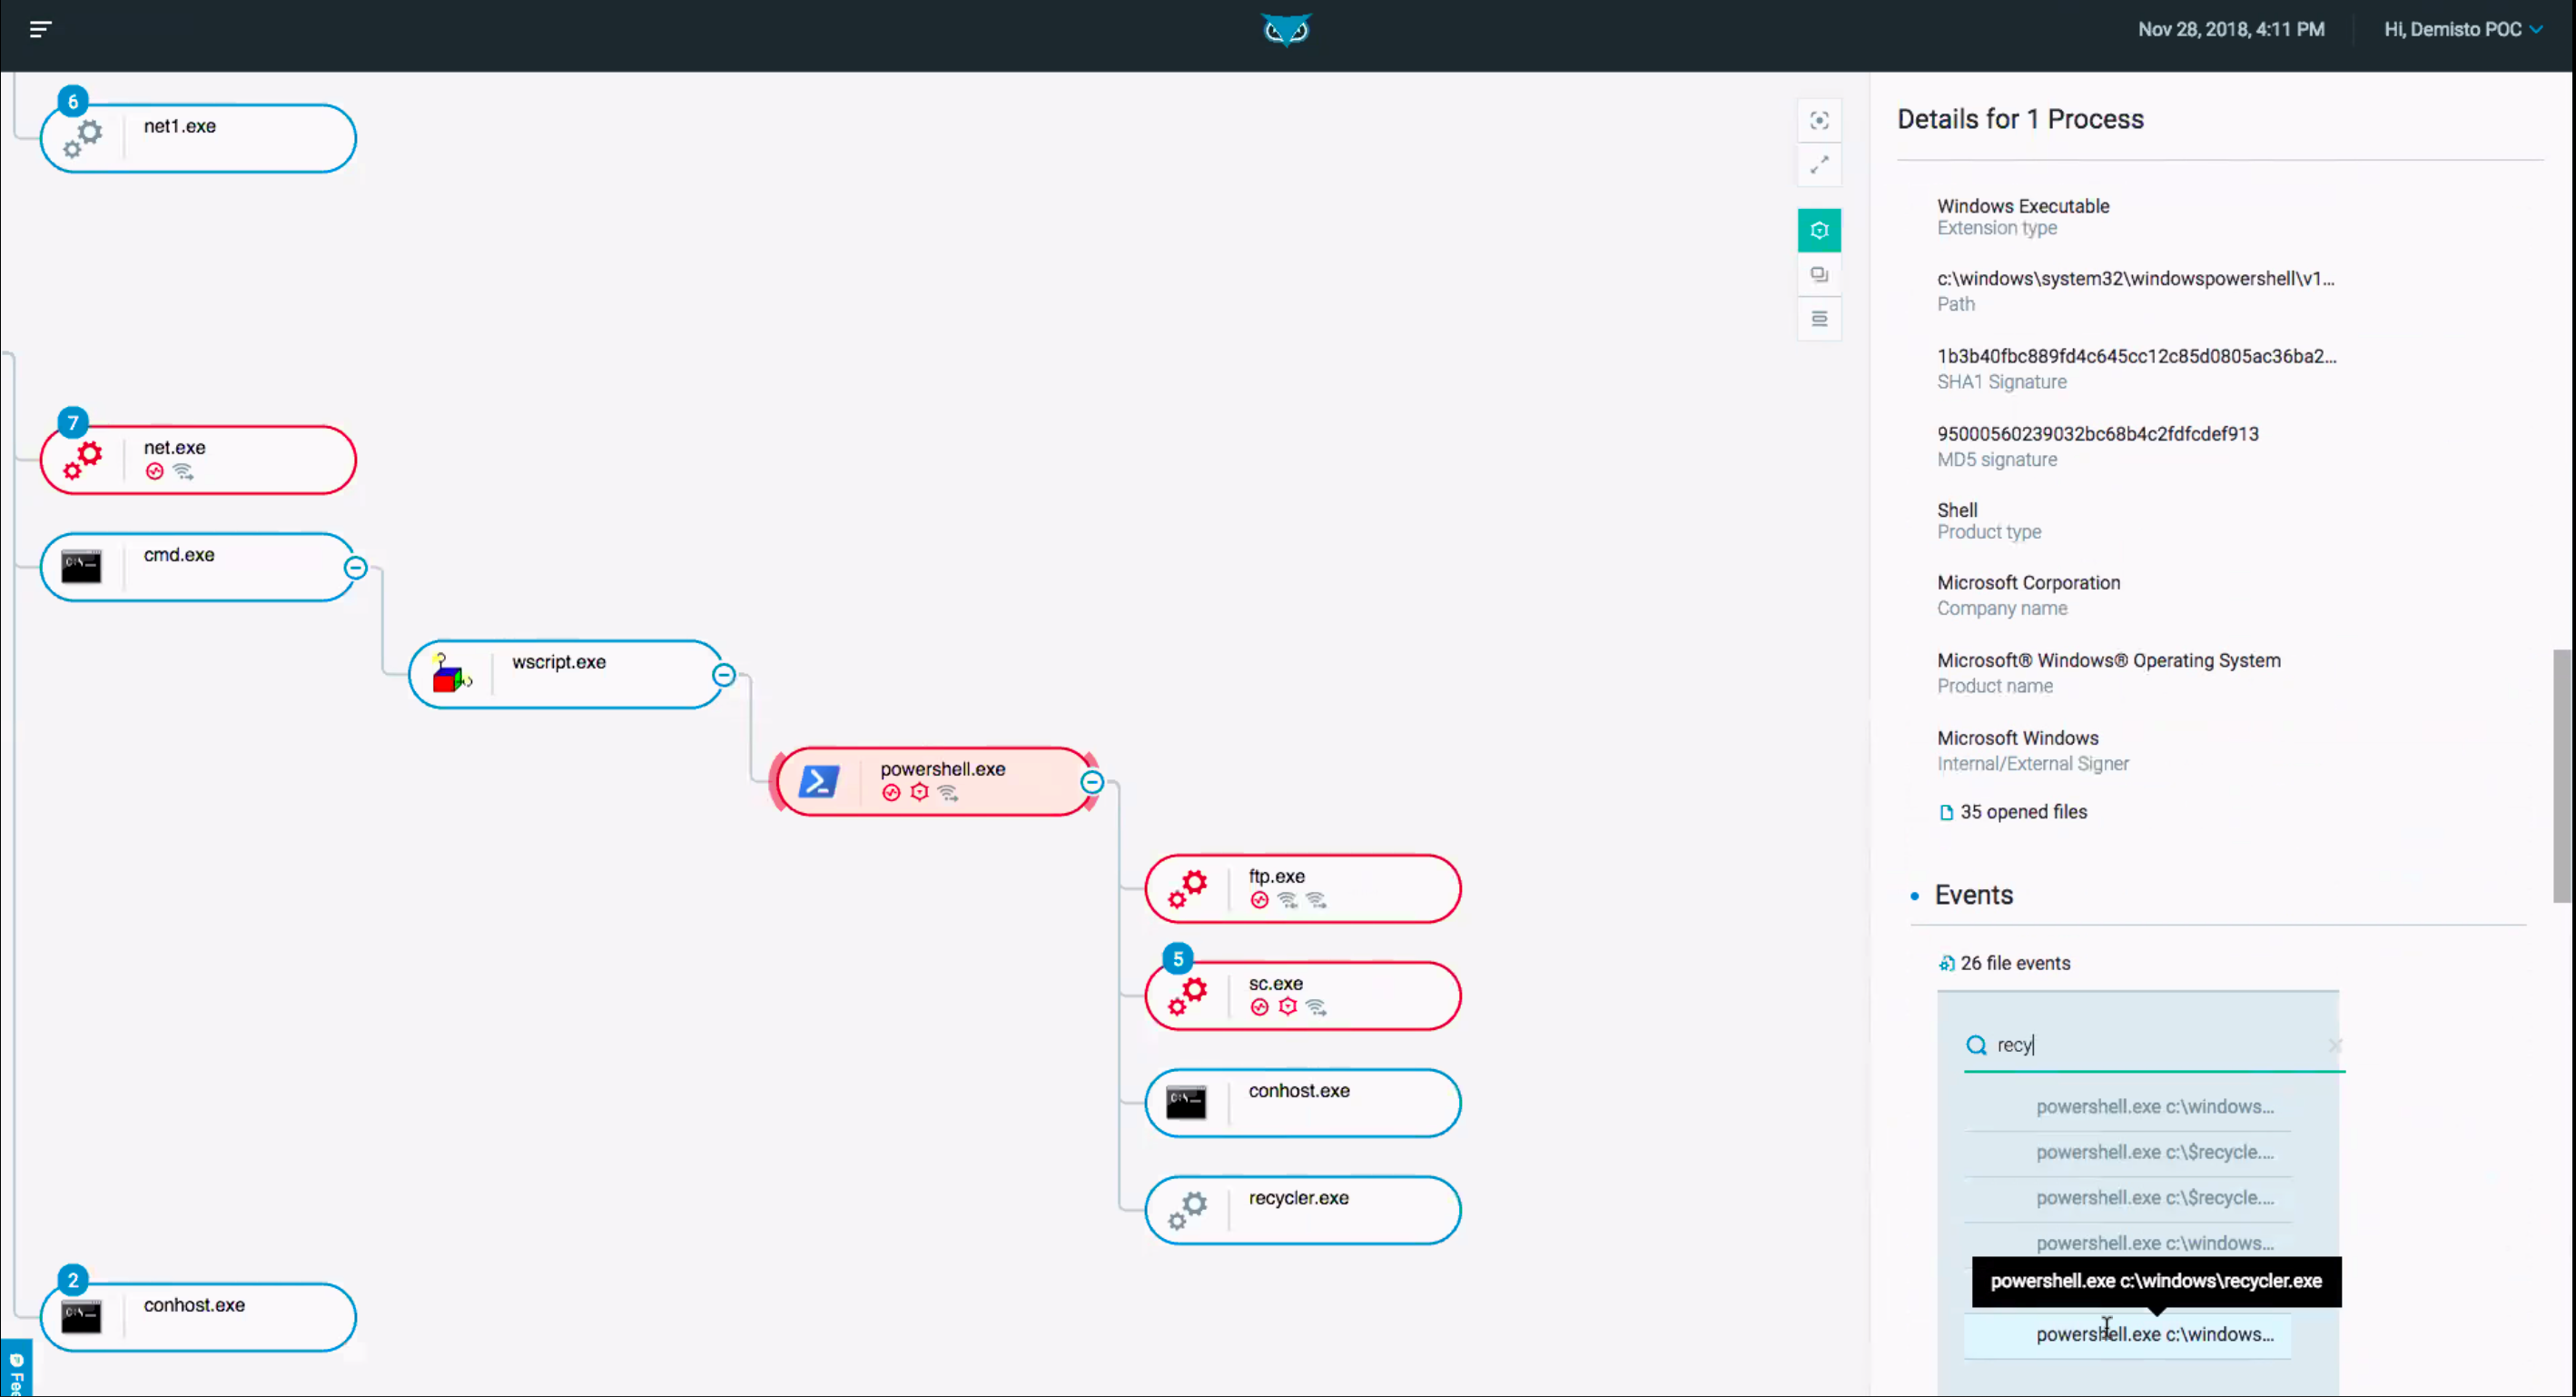 Nov 28, 2018, 4:11 PM
Hi, Demisto POC
6
net1.exe
7
net.exe
cmd.exe
wscript.exe
powershell.exe
ftp.exe
5
sc.exe
conhost.exe
recycler.exe
2
conhost.exe
Fee
Details for 1 Process
Windows Executable
Extension type
c:\windows\system32\windowspowershell\v1...
Path
1b3b40fbc889fd4c645cc12c85d0805ac36ba2...
SHA1 Signature
95000560239032bc68b4c2fdfcdef913
MD5 signature
Shell
Product type
Microsoft Corporation
Company name
Microsoft® Windows® Operating System
Product name
Microsoft Windows
Internal/External Signer
35 opened files
Events
26 file events
recy
powershell.exe c:\windows...
powershell.exe c:\$recycle....
powershell.exe c:\$recycle....
powershell.exe c:\windows...
powershell.exe c:\windows\recycler.exe
powershell.exe c:\windows...